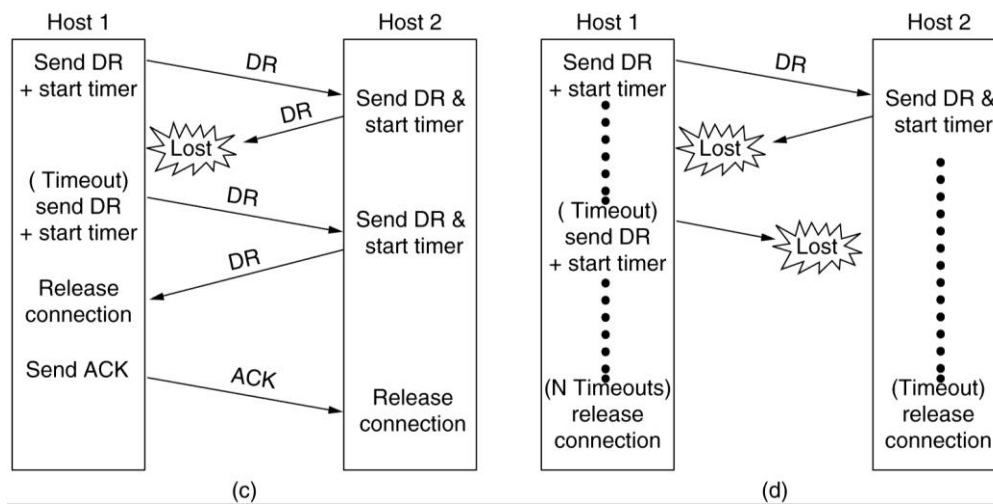 Host 1
Host 2
Send DR
+ start timer
DR
Send DR &
start timer
DR
Lost
( Timeout)
send DR
+ start timer
DR
Send DR &
start timer
DR
Release
connection
Send ACK
ACK
Release
connection
(c)
Host 1
Host 2
Send DR
+ start timer
DR
Send DR &
start timer
Lost
( Timeout)
send DR
+ start timer
Lost
(N Timeouts)
release
connection
(Timeout)
release
connection
(d)